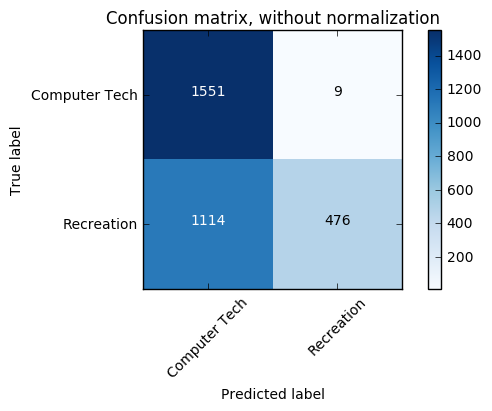 Confusion matrix, without normalization
True label
Computer Tech
Recreation
1551
9
1114
476
1400
1200
1000
800
600
400
200
Computer Tech
Recreation
Predicted label